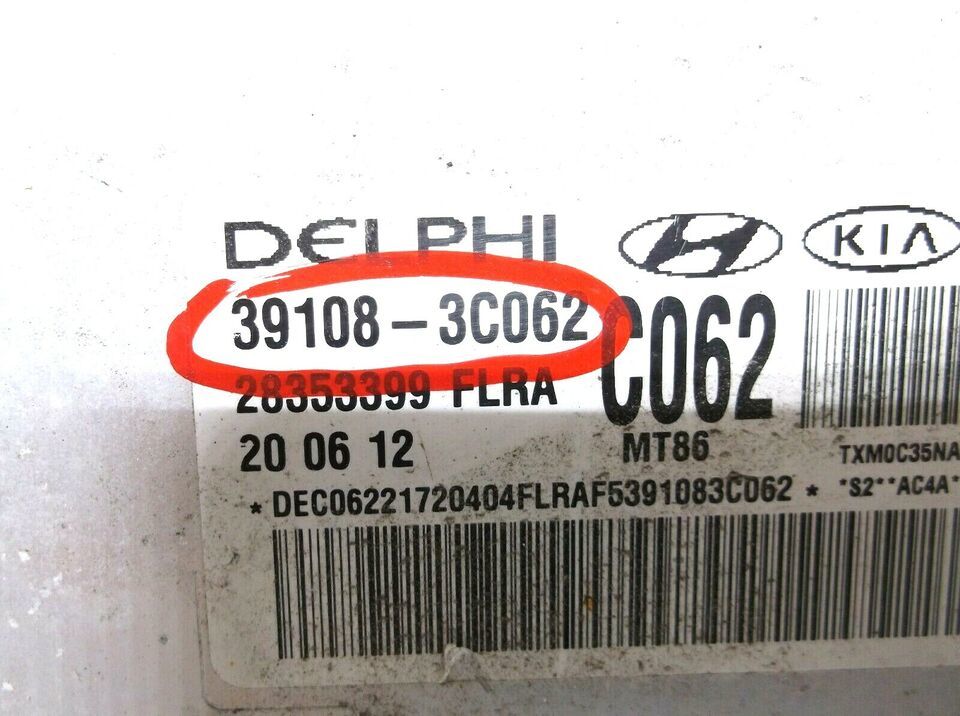 DELPHI
KIA
39108-3C062
C062
28353399 FLRA
20 06 12
MT86
TXM0C35NA
*DEC06221720404FLRAF5391083C062*
*S2**AC4A*